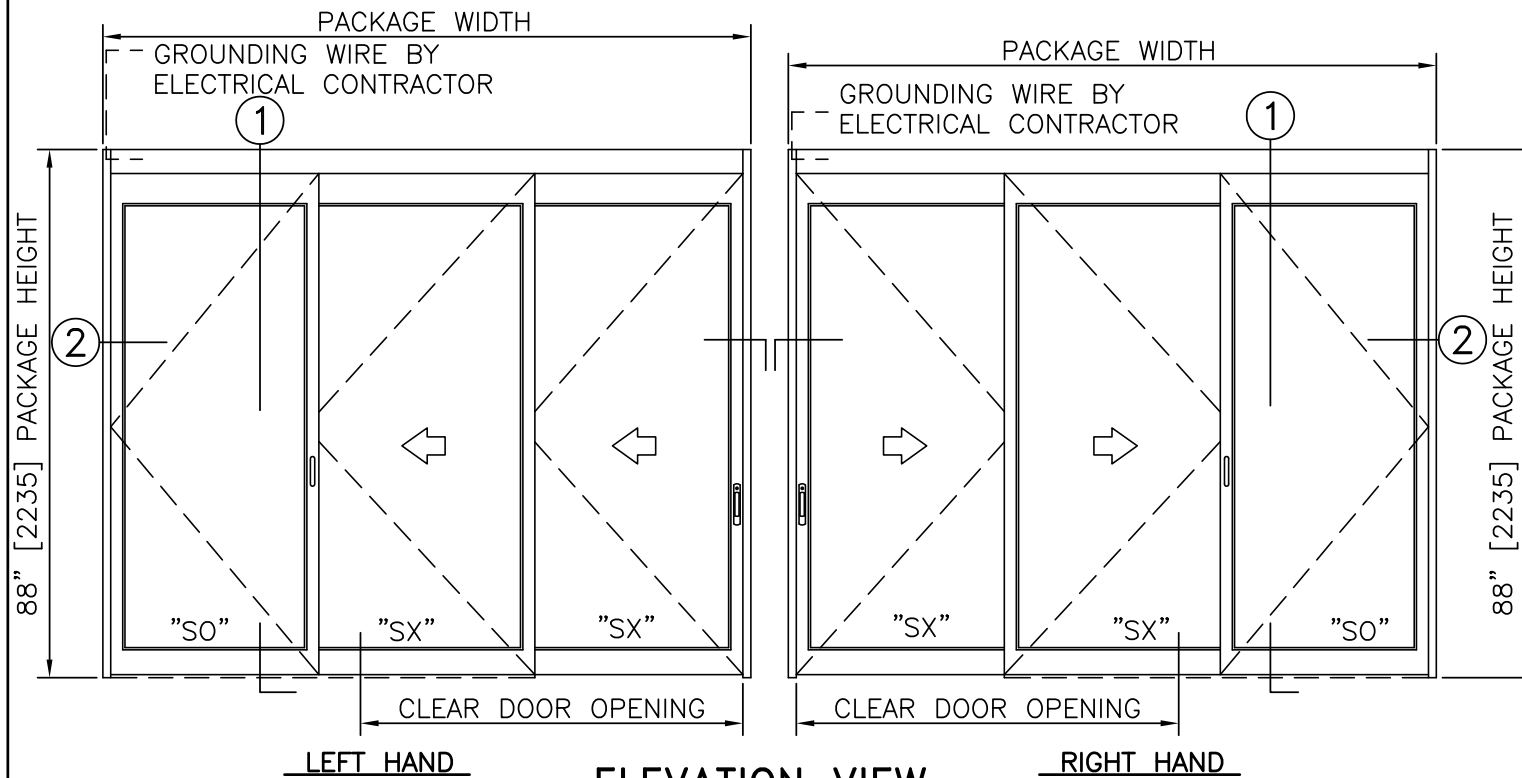 PACKAGE WIDTH
GROUNDING WIRE BY
ELECTRICAL CONTRACTOR
1
2
88" [2235] PACKAGE HEIGHT
"SO"
"SX"
"SX"
CLEAR DOOR OPENING
LEFT HAND
PACKAGE WIDTH
GROUNDING WIRE BY
ELECTRICAL CONTRACTOR
1
2
88" [2235] PACKAGE HEIGHT
"SX"
"SX"
"SO"
CLEAR DOOR OPENING
RIGHT HAND
ELEVATION VIEW